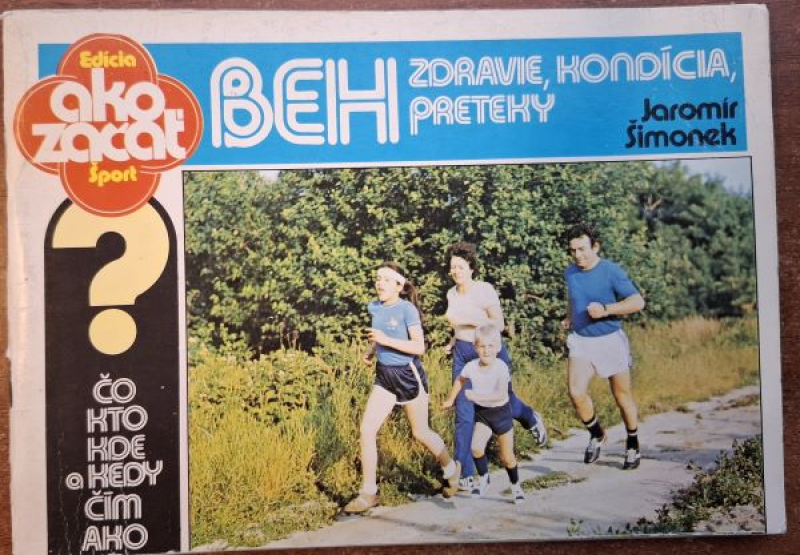 Edícia
ako
začať
Šport
BEH
ZDRAVIE, KONDÍCIA,
PRETEKY
Jaromír
Šimonek
?
ČO
KTO
KDE
a KEDY
ČÍM
AKO